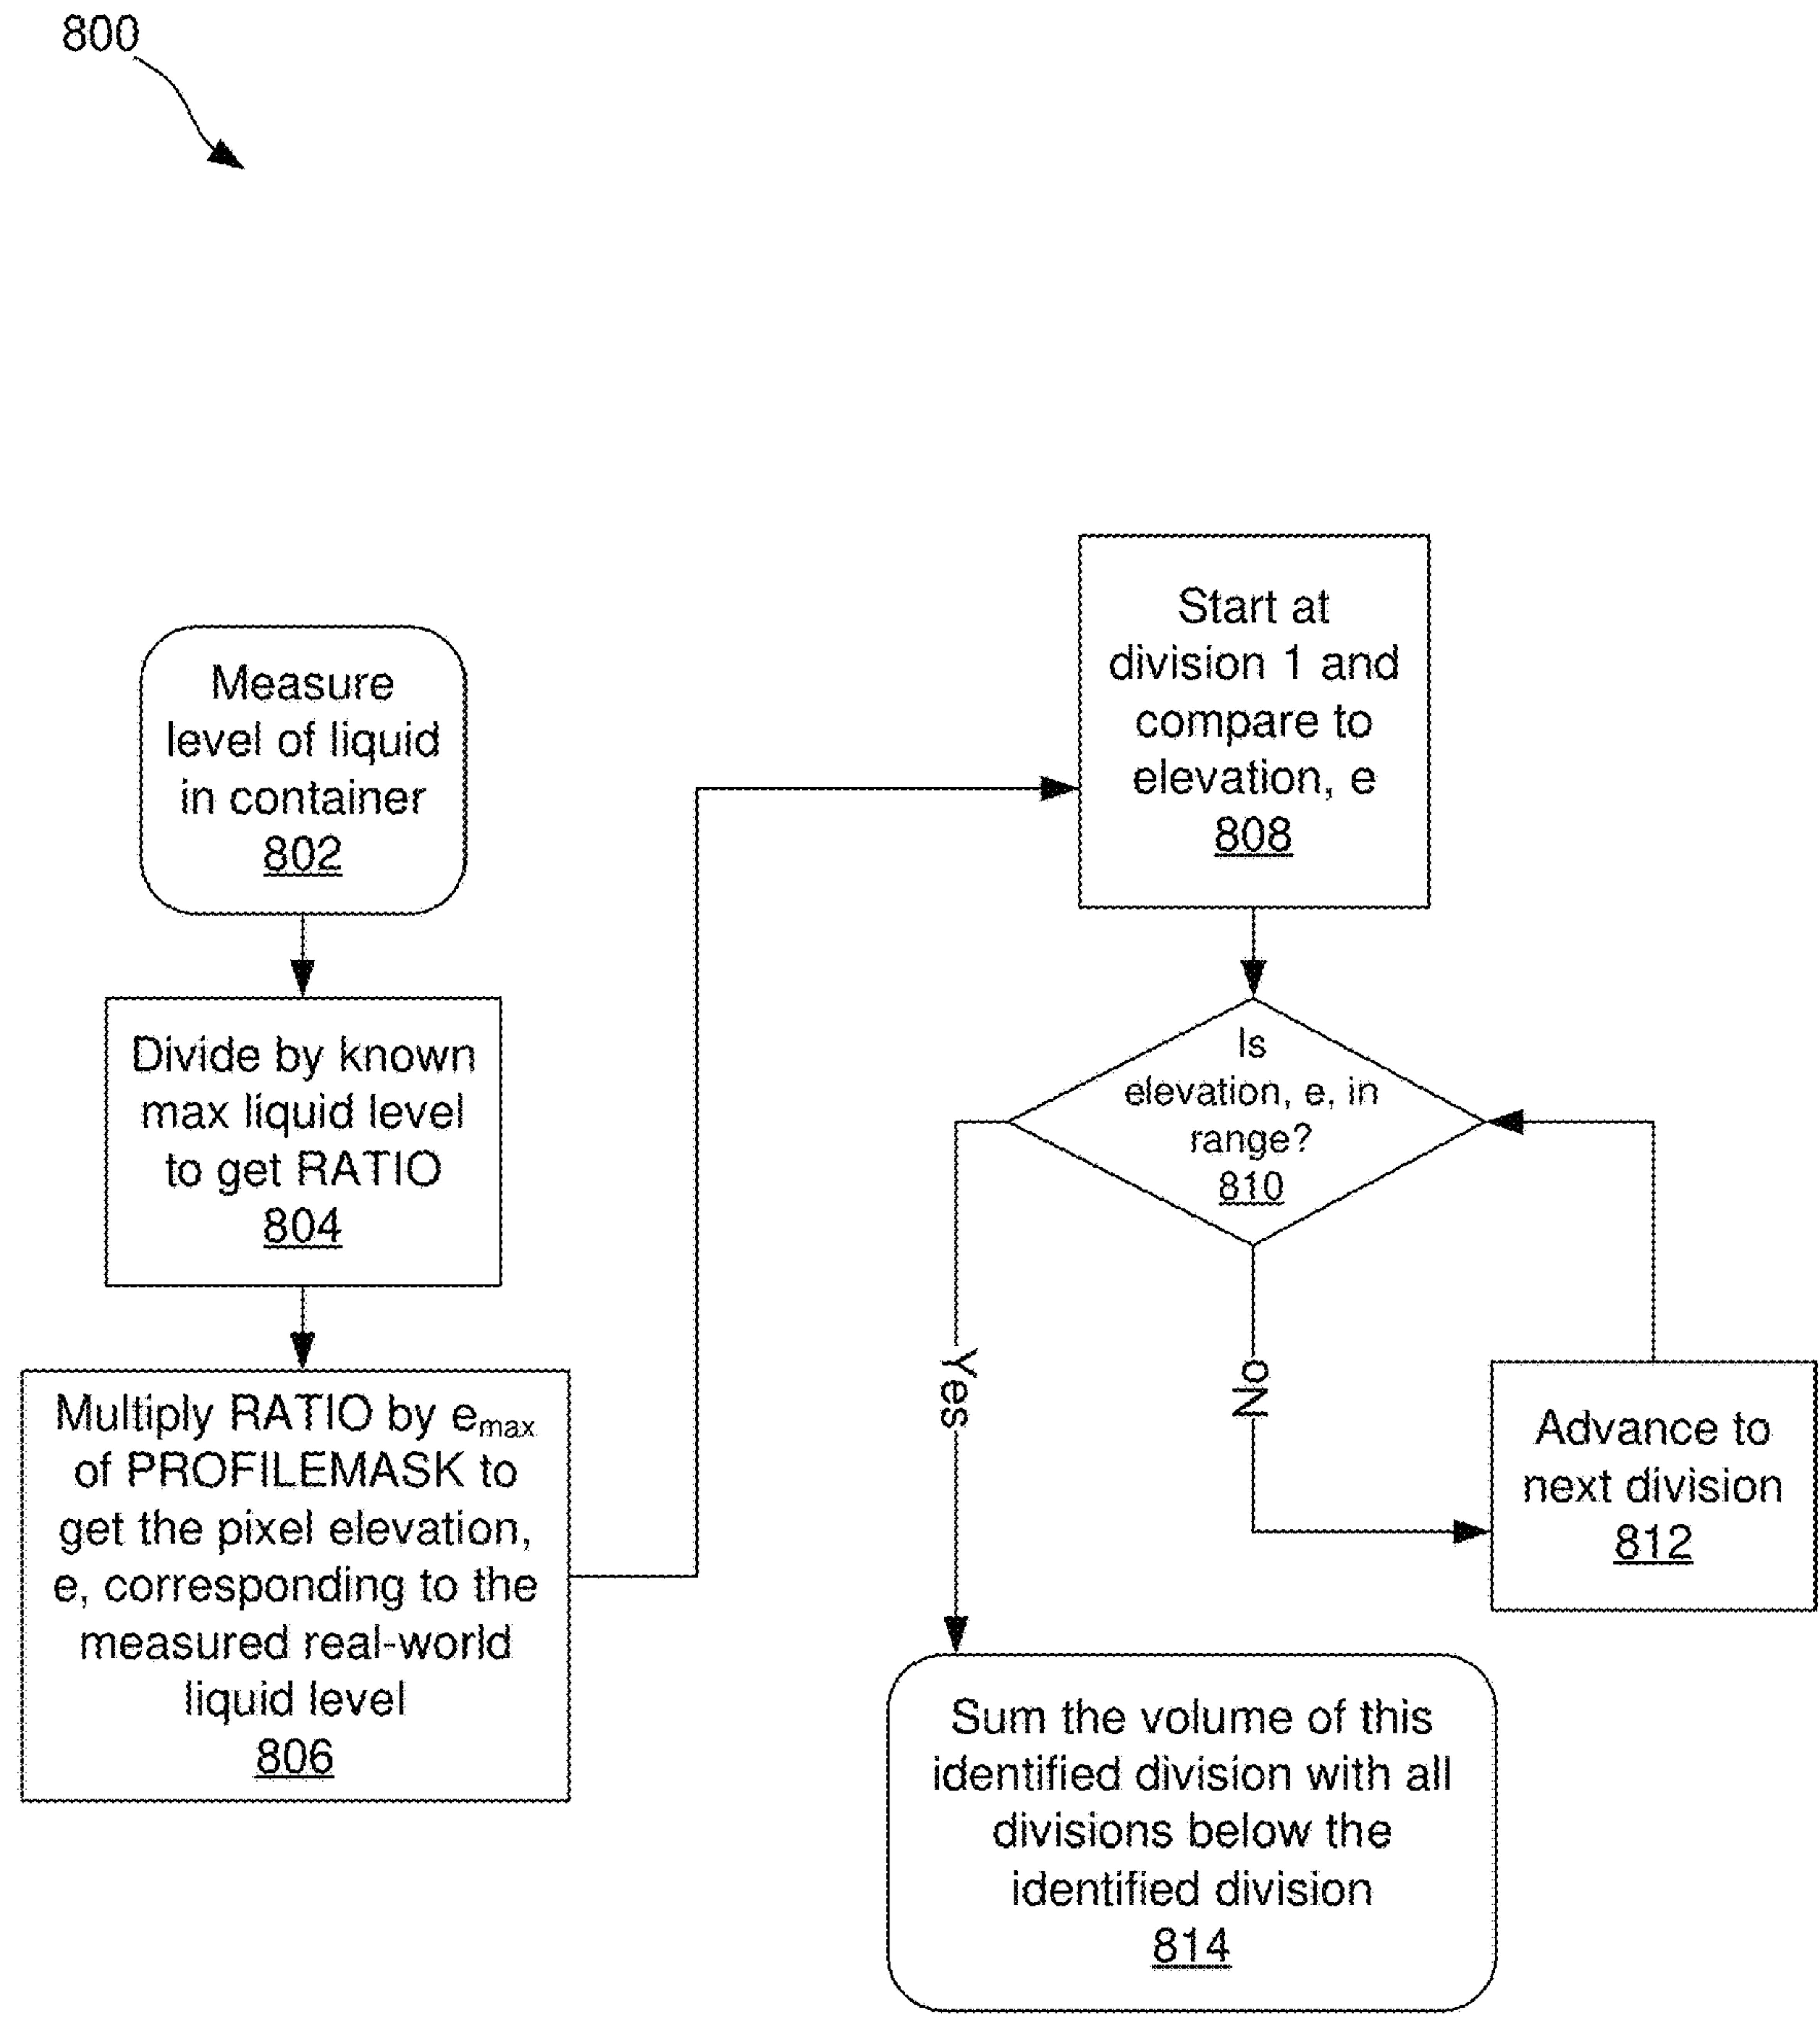 800
Measure
level of liquid
in container
802
Divide by known
max liquid level
to get RATIO
804
Multiply RATIO by emax
of PROFILEMASK to
get the pixel elevation,
e, corresponding to the
measured real-world
liquid level
806
Start at
division 1 and
compare to
elevation, e
808
Is
elevation, e, in
range?
810
Yes
No
Advance to
next division
812
Sum the volume of this
identified division with all
divisions below the
identified division
814